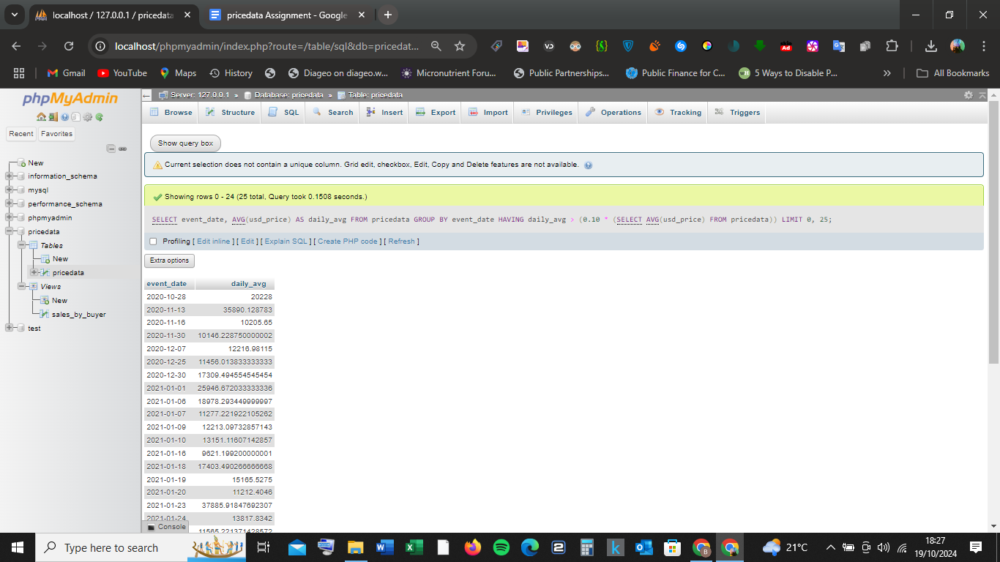 localhost / 127.0.0.1 / pricedata
pricedata Assignment - Google
localhost/phpmyadmin/index.php?route=/table/sql&db=pricedat...
Gmail
YouTube
Maps
History
Diageo on diageo.w...
Micronutrient Foru...
Public Partnerships...
Public Finance for C...
5 Ways to Disable P...
»
All Bookmarks
phpMyAdmin
Recent
Favorites
New
information_schema
mysql
performance_schema
phpmyadmin
pricedata
Tables
New
pricedata
Views
New
sales_by_buyer
test
Server: 127.0.0.1 » Database: pricedata » Table: pricedata
Browse
Structure
SQL
Search
Insert
Export
Import
Privileges
Operations
Tracking
Triggers
Show query box
Current selection does not contain a unique column. Grid edit, checkbox, Edit, Copy and Delete features are not available.
Showing rows 0 - 24 (25 total, Query took 0.1508 seconds.)
SELECT event_date, AVG(usd_price) AS daily_avg FROM pricedata GROUP BY event_date HAVING daily_avg > (0.10 * (SELECT AVG(usd_price) FROM pricedata)) LIMIT 0, 25;
Profiling [ Edit inline ] [ Edit ] [ Explain SQL ] [ Create PHP code ] [ Refresh ]
Extra options
event_date daily_avg
2020-10-28 20228
2020-11-13 35890.128783
2020-11-16 10205.65
2020-11-30 10146.228750000002
2020-12-07 12216.98115
2020-12-25 11456.013833333333
2020-12-30 17309.494554545454
2021-01-01 25946.672033333336
2021-01-06 18978.293449999997
2021-01-07 11277.221922105262
2021-01-09 12213.09732857143
2021-01-10 13151.11607142857
2021-01-16 9621.199200000001
2021-01-18 17403.490266666668
2021-01-19 15165.5275
2021-01-20 11212.4046
2021-01-23 37885.91847692307
2021-01-24 13817.8342
11565.221371428572
Console
Type here to search
21°C
18:27
19/10/2024